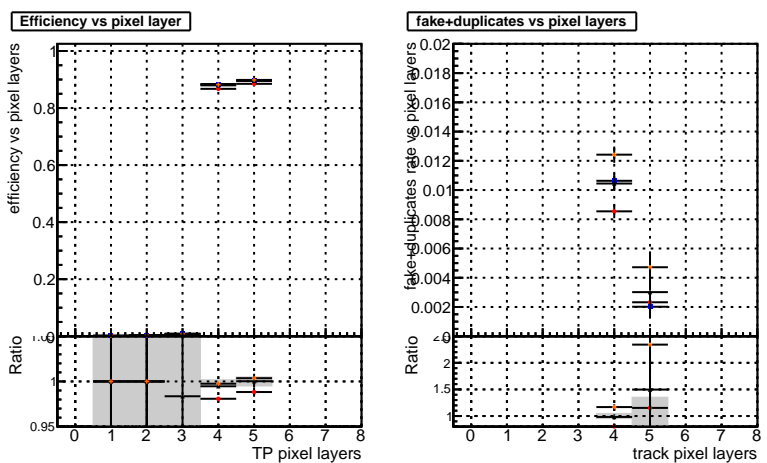 Efficiency vs pixel layer
efficiency vs pixel layers
1
0.8
0.6
0.4
0.2
0
Ratio
1
0.95
0 1 2 3 4 5 6 7 8
TP pixel layers
fake+duplicates vs pixel layers
fake+duplicates rate vs pixel layers
0.02
0.018
0.016
0.014
0.012
0.01
0.008
0.006
0.004
0.002
Ratio
2
1.5
1
0 1 2 3 4 5 6 7 8
track pixel layers